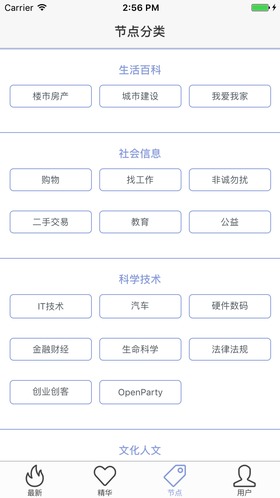 Carrier 2:56 PM
节点分类
生活百科
楼市房产 城市建设 我爱我家
社会信息
购物 找工作 非诚勿扰
二手交易 教育 公益
科学技术
IT技术 汽车 硬件数码
金融财经 生命科学 法律法规
创业创客 OpenParty
文化人文
最新 精华 节点 用户